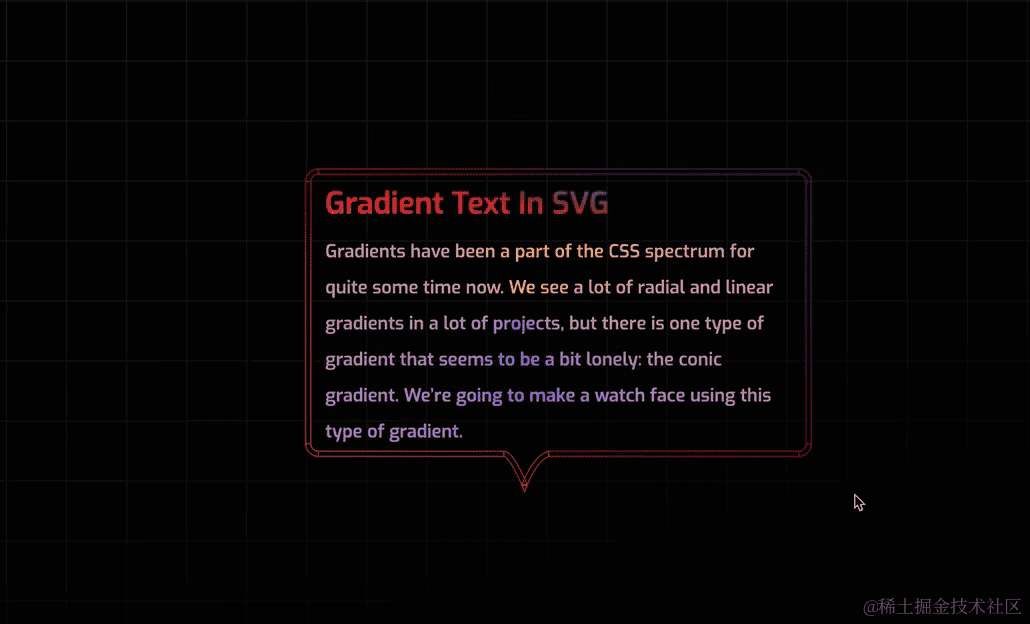 Gradient Text In SVG
Gradients have been a part of the CSS spectrum for
quite some time now. We see a lot of radial and linear
gradients in a lot of projects, but there is one type of
gradient that seems to be a bit lonely: the conic
gradient. We're going to make a watch face using this
type of gradient.
@稀土掘金技术社区